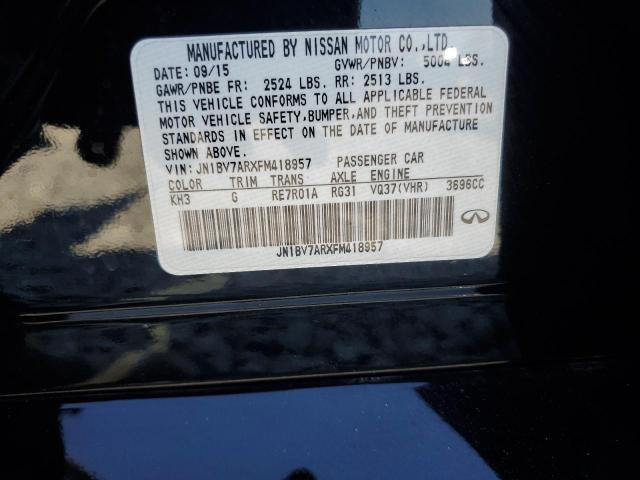 MANUFACTURED BY NISSAN MOTOR CO.,LTD.
DATE: 09/15 GVWR/PNBV: 5004 LBS.
GAWR/PNBE FR: 2524 LBS. RR: 2513 LBS.
THIS VEHICLE CONFORMS TO ALL APPLICABLE FEDERAL
MOTOR VEHICLE SAFETY,BUMPER,AND THEFT PREVENTION
STANDARDS IN EFFECT ON THE DATE OF MANUFACTURE
SHOWN ABOVE.
VIN: JN1BV7ARXFM418957 PASSENGER CAR
COLOR TRIM TRANS AXLE ENGINE
KH3 G RE7R01A RG31 VQ37(VHR) 3696CC
JN1BV7ARXFM418957